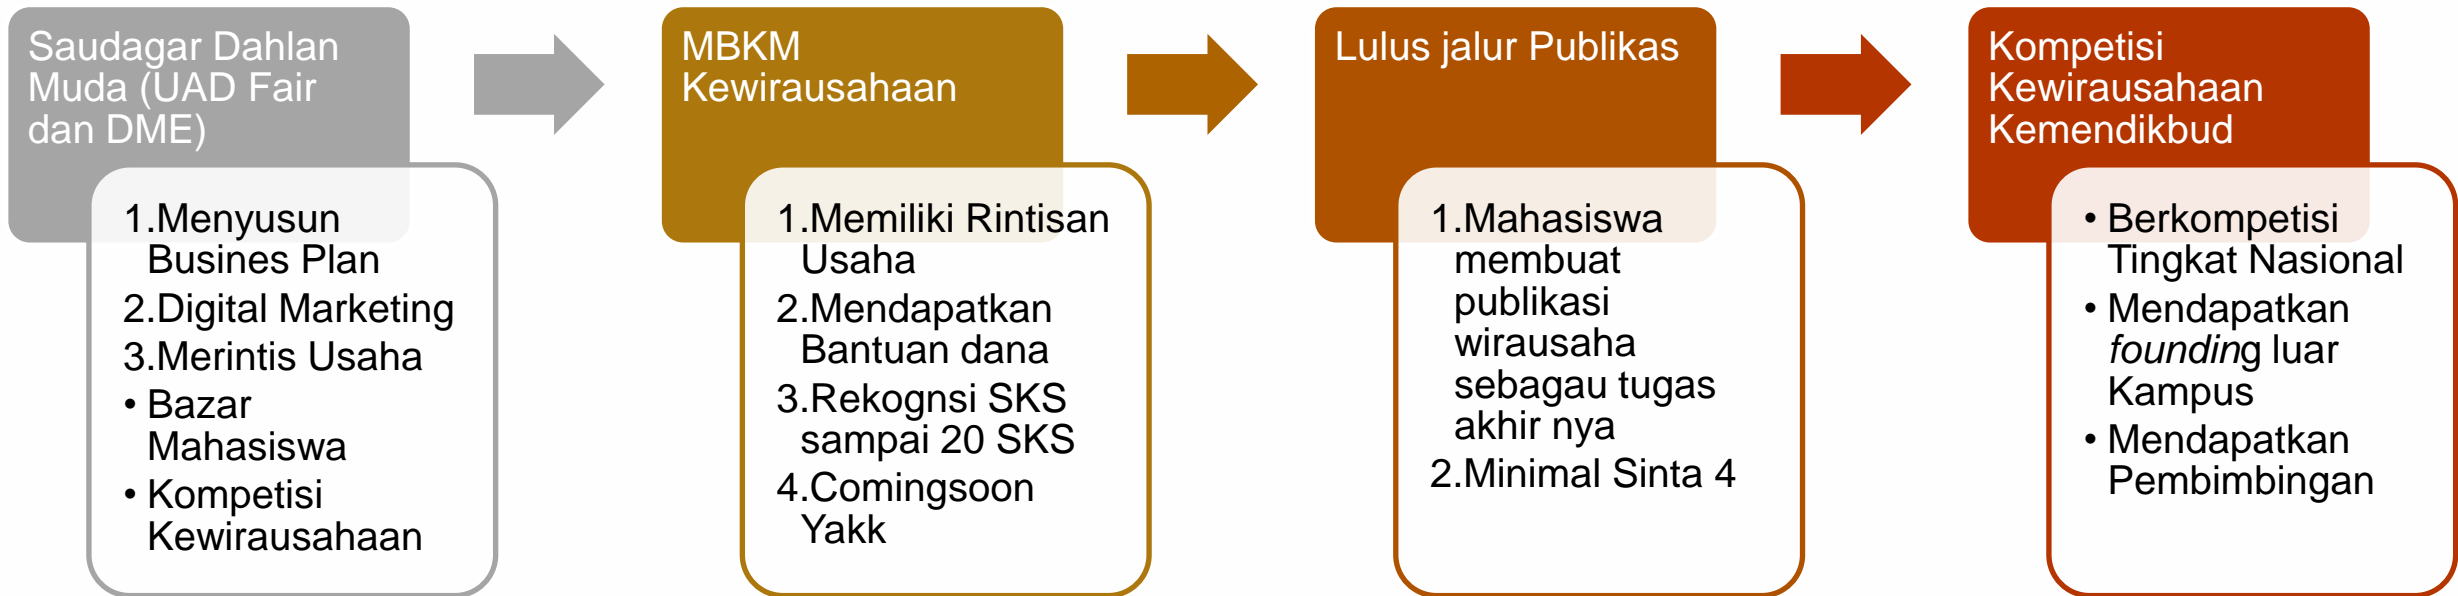 Saudagar Dahlan
Muda (UAD Fair
dan DME)
1.Menyusun
Busines Plan
2.Digital Marketing
3.Merintis Usaha
• Bazar
Mahasiswa
• Kompetisi
Kewirausahaan
MBKM
Kewirausahaan
1.Memiliki Rintisan
Usaha
2.Mendapatkan
Bantuan dana
3.Rekognsi SKS
sampai 20 SKS
4.Comingsoon
Yakk
Lulus jalur Publikas
1.Mahasiswa
membuat
publikasi
wirausaha
sebagau tugas
akhir nya
2.Minimal Sinta 4
Kompetisi
Kewirausahaan
Kemendikbud
• Berkompetisi
Tingkat Nasional
• Mendapatkan
founding luar
Kampus
• Mendapatkan
Pembimbingan